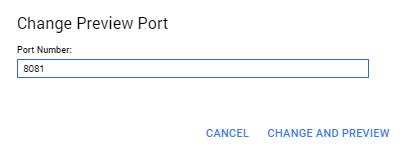 Change Preview Port
Port Number:
8081
CANCEL CHANGE AND PREVIEW